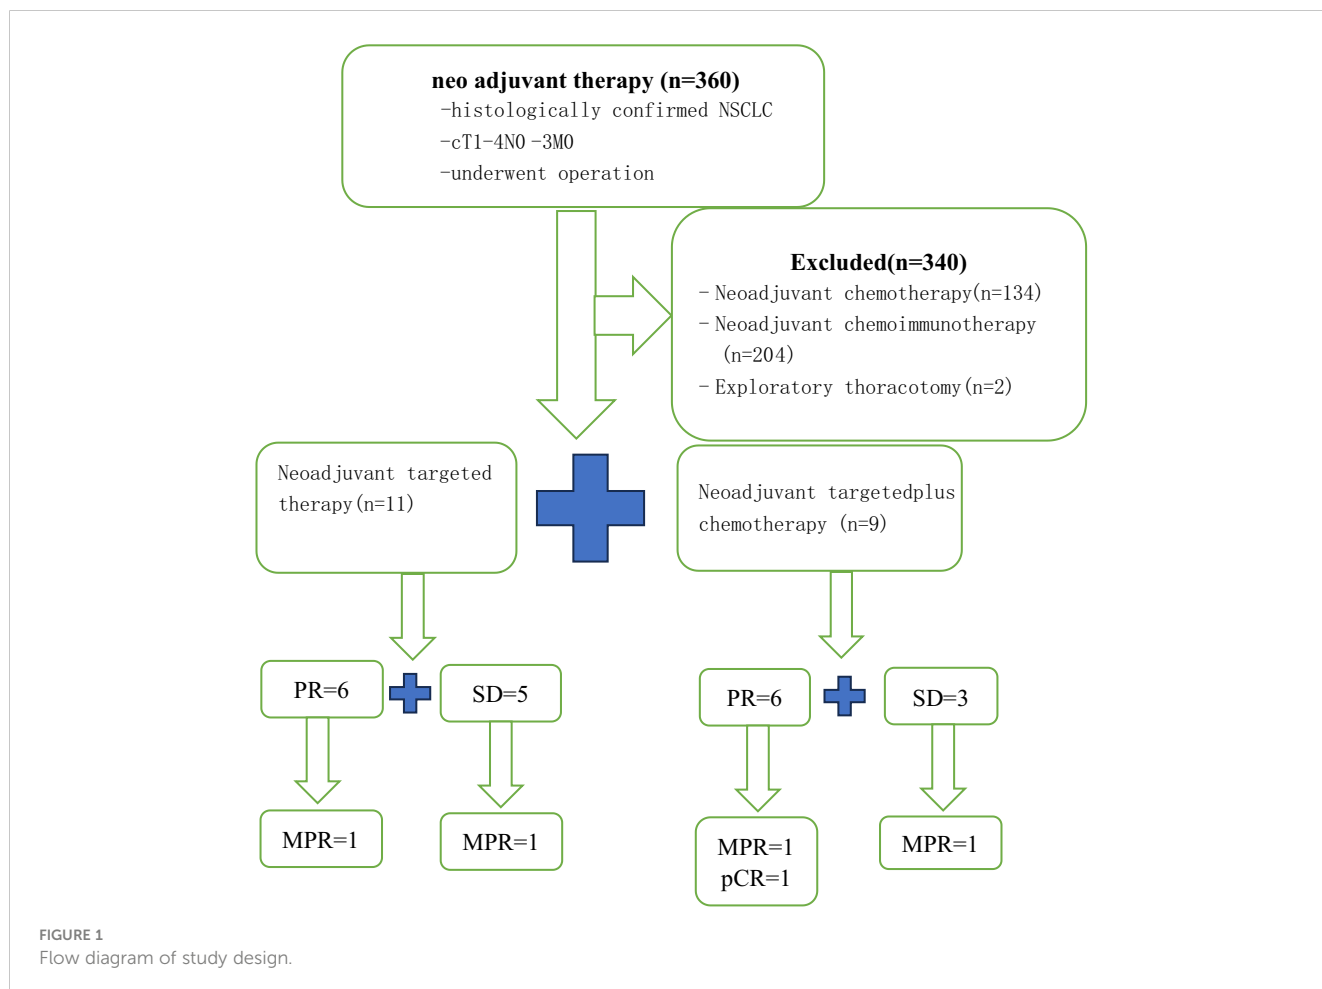 neo adjuvant therapy (n=360)
-histologically confirmed NSCLC
-cT1-4N0 -3M0
-underwent operation
Excluded(n=340)
- Neoadjuvant chemotherapy(n=134)
- Neoadjuvant chemoimmunotherapy
(n=204)
- Exploratory thoracotomy(n=2)
Neoadjuvant targeted
therapy(n=11)
Neoadjuvant targetedplus
chemotherapy (n=9)
PR=6
SD=5
PR=6
SD=3
MPR=1
MPR=1
MPR=1
pCR=1
MPR=1
FIGURE 1
Flow diagram of study design.